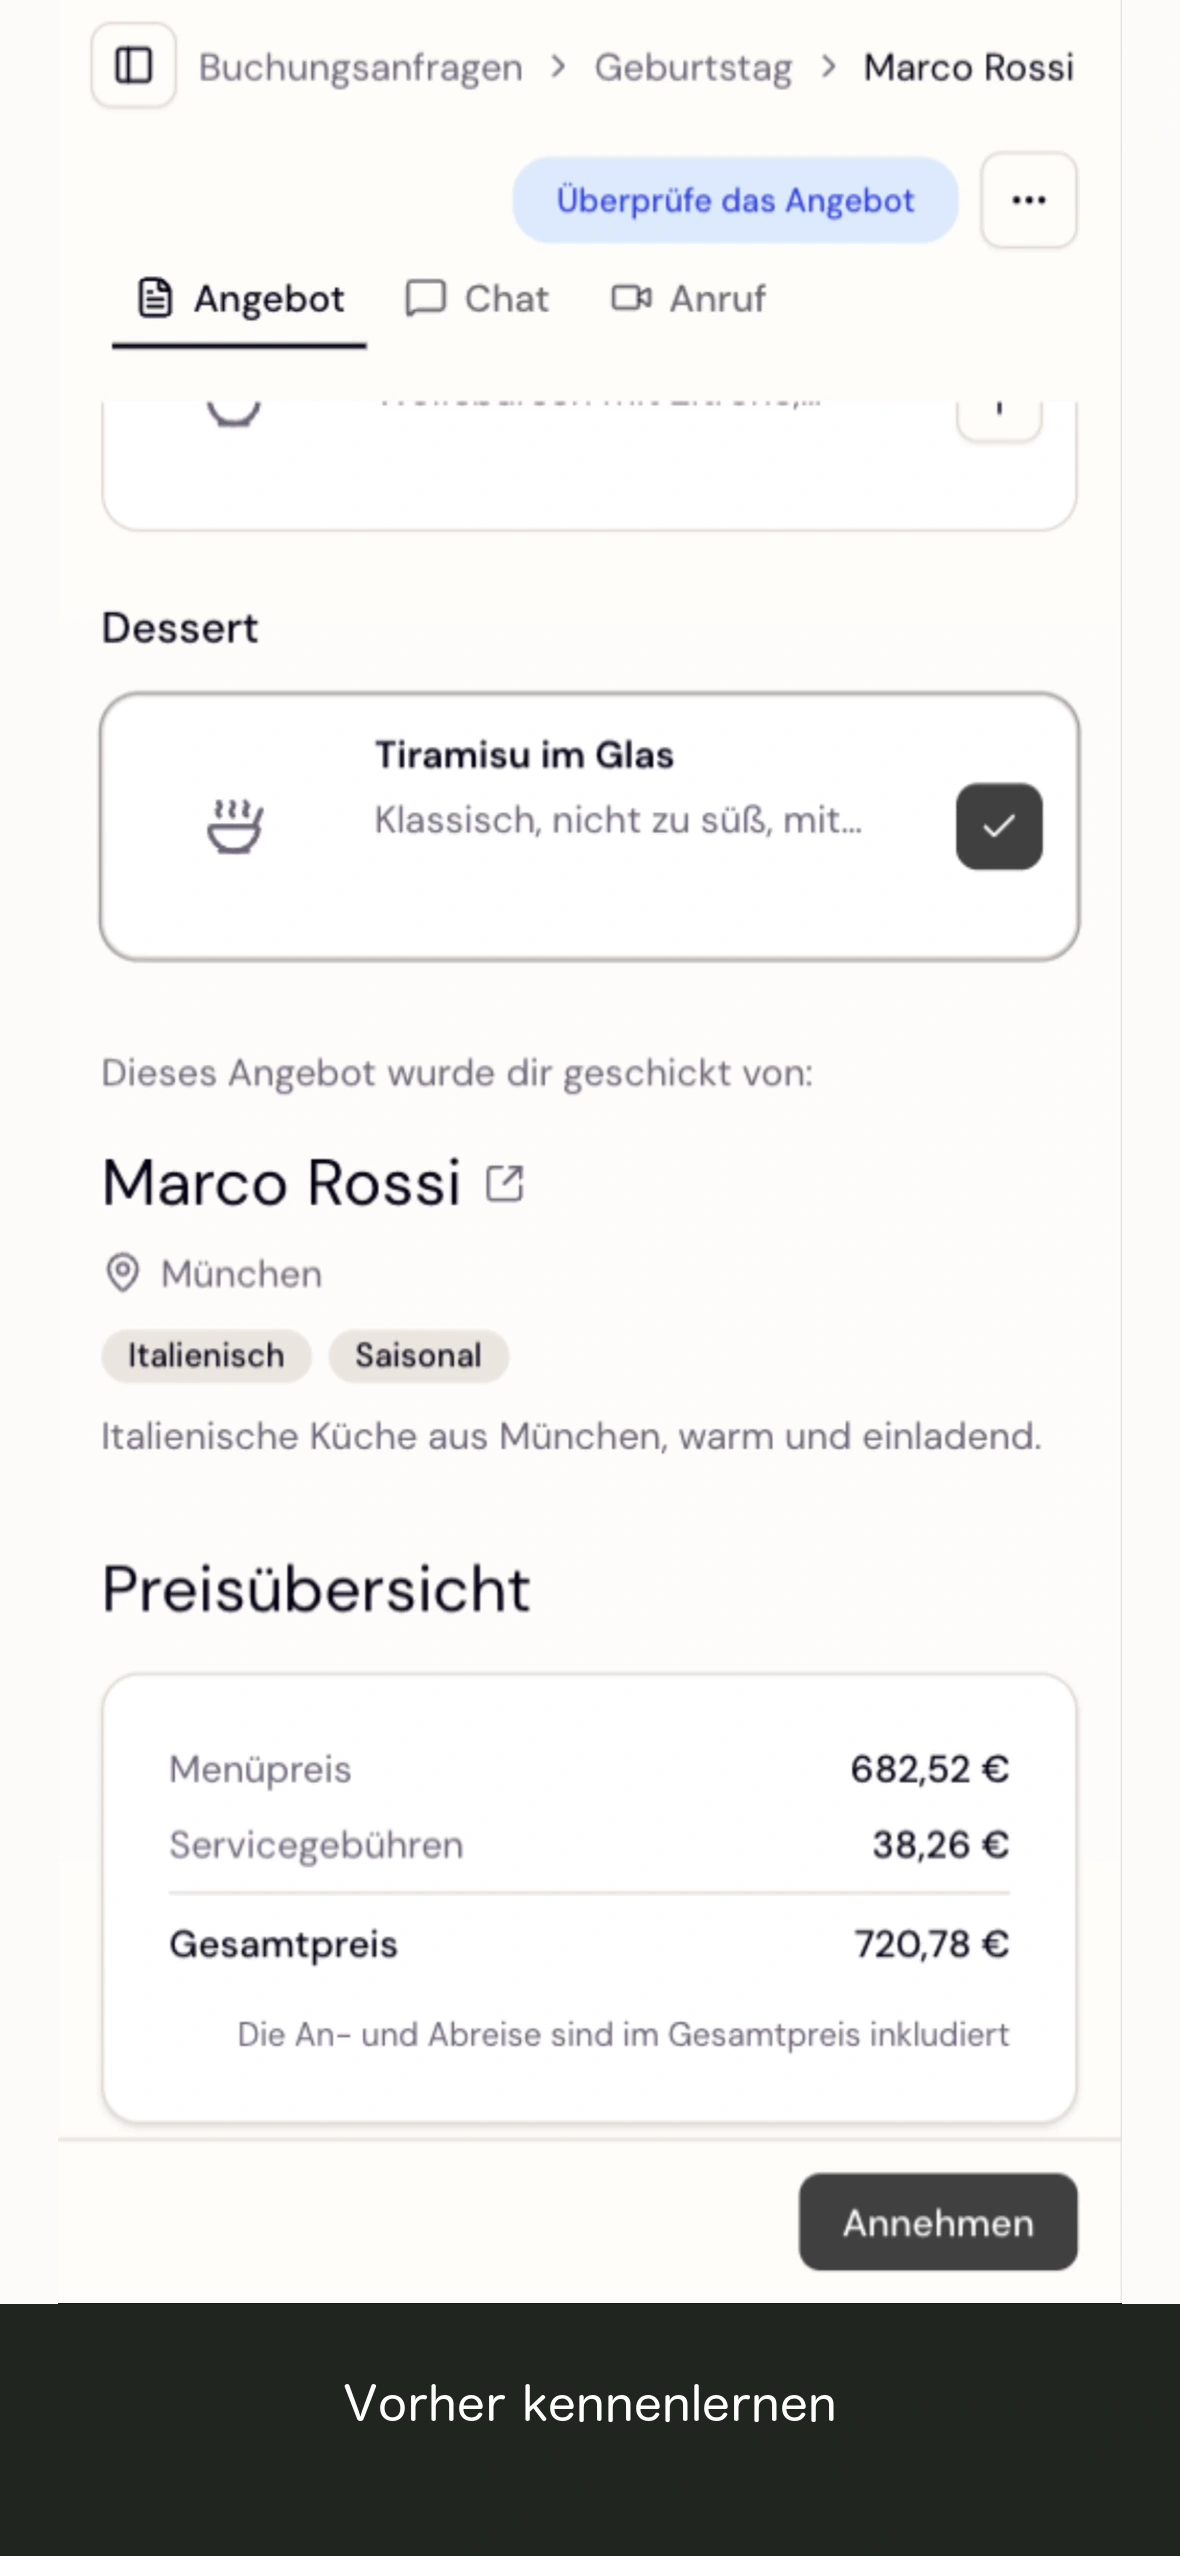 Buchungsanfragen > Geburtstag > Marco Rossi
Überprüfe das Angebot
Angebot Chat Anruf
Dessert
Tiramisu im Glas
Klassisch, nicht zu süß, mit...
Dieses Angebot wurde dir geschickt von:
Marco Rossi
München
Italienisch Saisonal
Italienische Küche aus München, warm und einladend.
Preisübersicht
Menüpreis 682,52 €
Servicegebühren 38,26 €
Gesamtpreis 720,78 €
Die An- und Abreise sind im Gesamtpreis inkludiert
Annehmen
Vorher kennenlernen